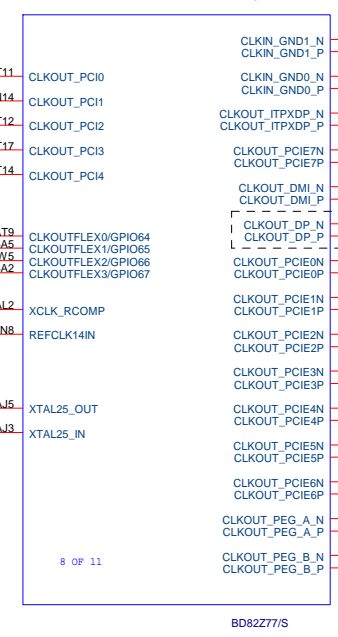 CLKIN_GND1_N
CLKIN_GND1_P
T11 CLKOUT_PCI0
CLKIN_GND0_N
CLKIN_GND0_P
N14 CLKOUT_PCI1
CLKOUT_ITPXDP_N
T12 CLKOUT_PCI2
CLKOUT_ITPXDP_P
T17 CLKOUT_PCI3
CLKOUT_PCIE7N
CLKOUT_PCIE7P
T14 CLKOUT_PCI4
CLKOUT_DMI_N
CLKOUT_DMI_P
CLKOUT_DP_N
AT9 CLKOUTFLEX0/GPIO64
CLKOUT_DP_P
A5 CLKOUTFLEX1/GPIO65
W5 CLKOUTFLEX2/GPIO66
CLKOUT_PCIE0N
A2 CLKOUTFLEX3/GPIO67
CLKOUT_PCIE0P
CLKOUT_PCIE1N
AL2 XCLK_RCOMP
CLKOUT_PCIE1P
N8 REFCLK14IN
CLKOUT_PCIE2N
CLKOUT_PCIE2P
CLKOUT_PCIE3N
CLKOUT_PCIE3P
AJ5 XTAL25_OUT
CLKOUT_PCIE4N
CLKOUT_PCIE4P
AJ3 XTAL25_IN
CLKOUT_PCIE5N
CLKOUT_PCIE5P
CLKOUT_PCIE6N
CLKOUT_PCIE6P
CLKOUT_PEG_A_N
CLKOUT_PEG_A_P
8 OF 11
CLKOUT_PEG_B_N
CLKOUT_PEG_B_P
BD82Z77/S